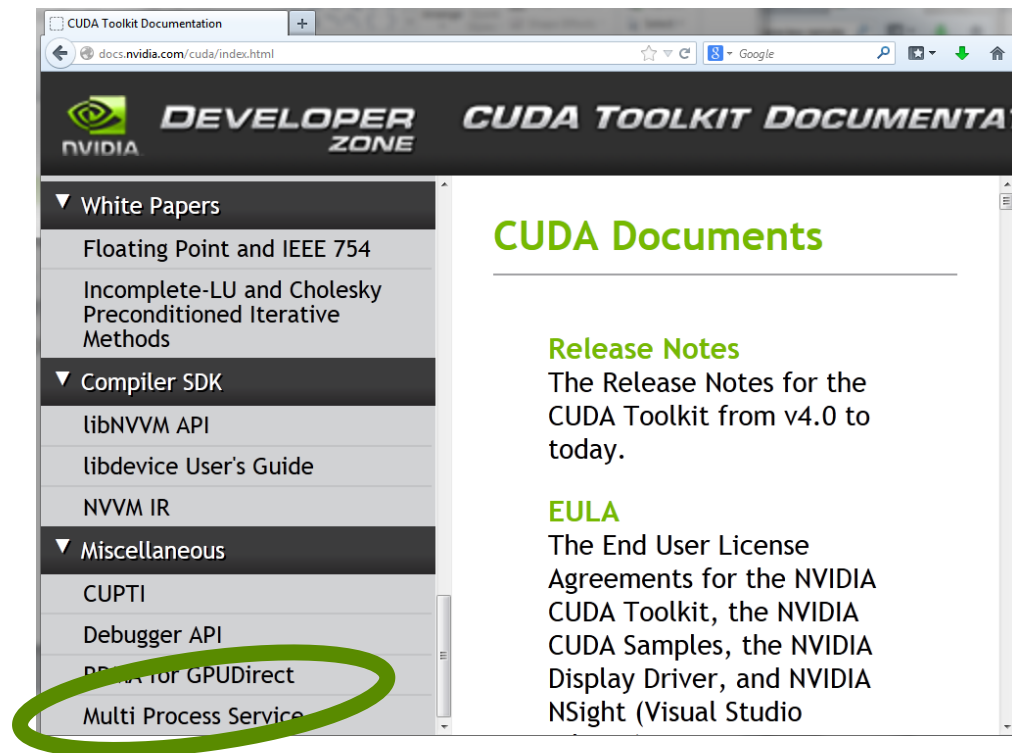 CUDA Toolkit Documentation
docs.nvidia.com/cuda/index.html
Google
NVIDIA
DEVELOPER
ZONE
CUDA TOOLKIT DOCUMENTA
White Papers
Floating Point and IEEE 754
Incomplete-LU and Cholesky
Preconditioned Iterative
Methods
Compiler SDK
libNVVM API
libdevice User's Guide
NVVM IR
Miscellaneous
CUPTI
Debugger API
for GPUDirect
Multi Process Service
CUDA Documents
Release Notes
The Release Notes for the
CUDA Toolkit from v4.0 to
today.
EULA
The End User License
Agreements for the NVIDIA
CUDA Toolkit, the NVIDIA
CUDA Samples, the NVIDIA
Display Driver, and NVIDIA
NSight (Visual Studio